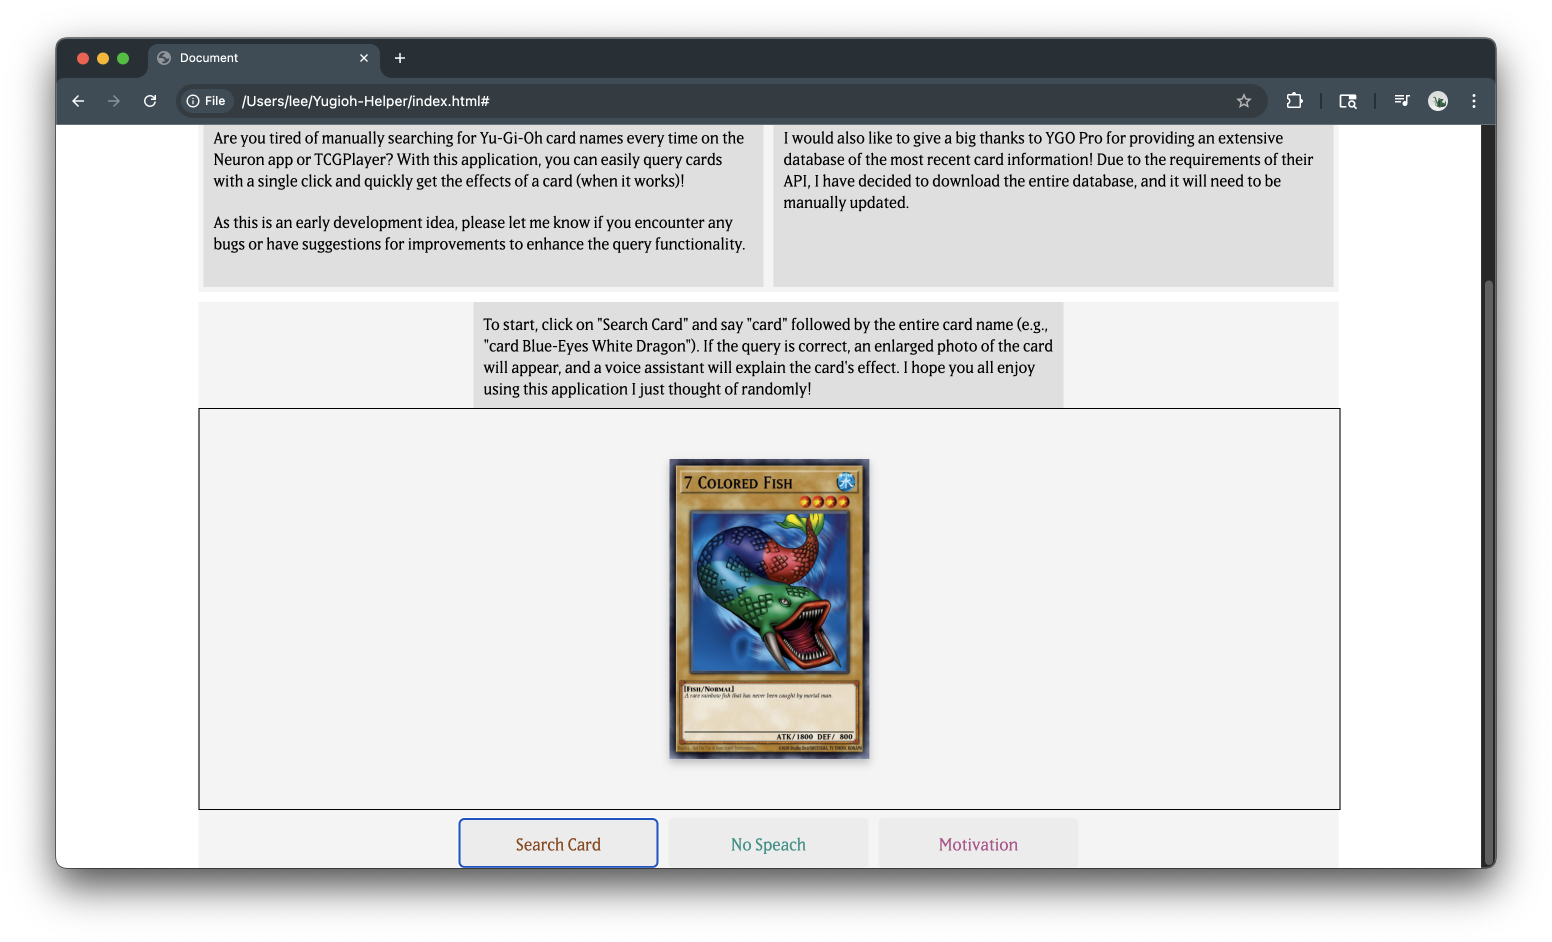 Document
File
/Users/lee/Yugioh-Helper/index.html#
Are you tired of manually searching for Yu-Gi-Oh card names every time on the
Neuron app or TCGPlayer? With this application, you can easily query cards
with a single click and quickly get the effects of a card (when it works)!
As this is an early development idea, please let me know if you encounter any
bugs or have suggestions for improvements to enhance the query functionality.
I would also like to give a big thanks to YGO Pro for providing an extensive
database of the most recent card information! Due to the requirements of their
API, I have decided to download the entire database, and it will need to be
manually updated.
To start, click on "Search Card" and say "card" followed by the entire card name (e.g.,
"card Blue-Eyes White Dragon"). If the query is correct, an enlarged photo of the card
will appear, and a voice assistant will explain the card's effect. I hope you all enjoy
using this application I just thought of randomly!
7 Colored Fish
水
[Fish/Normal]
A rare rainbow fish that has never been caught by mortal man.
ATK/1800 DEF/ 800
Search Card
No Speach
Motivation